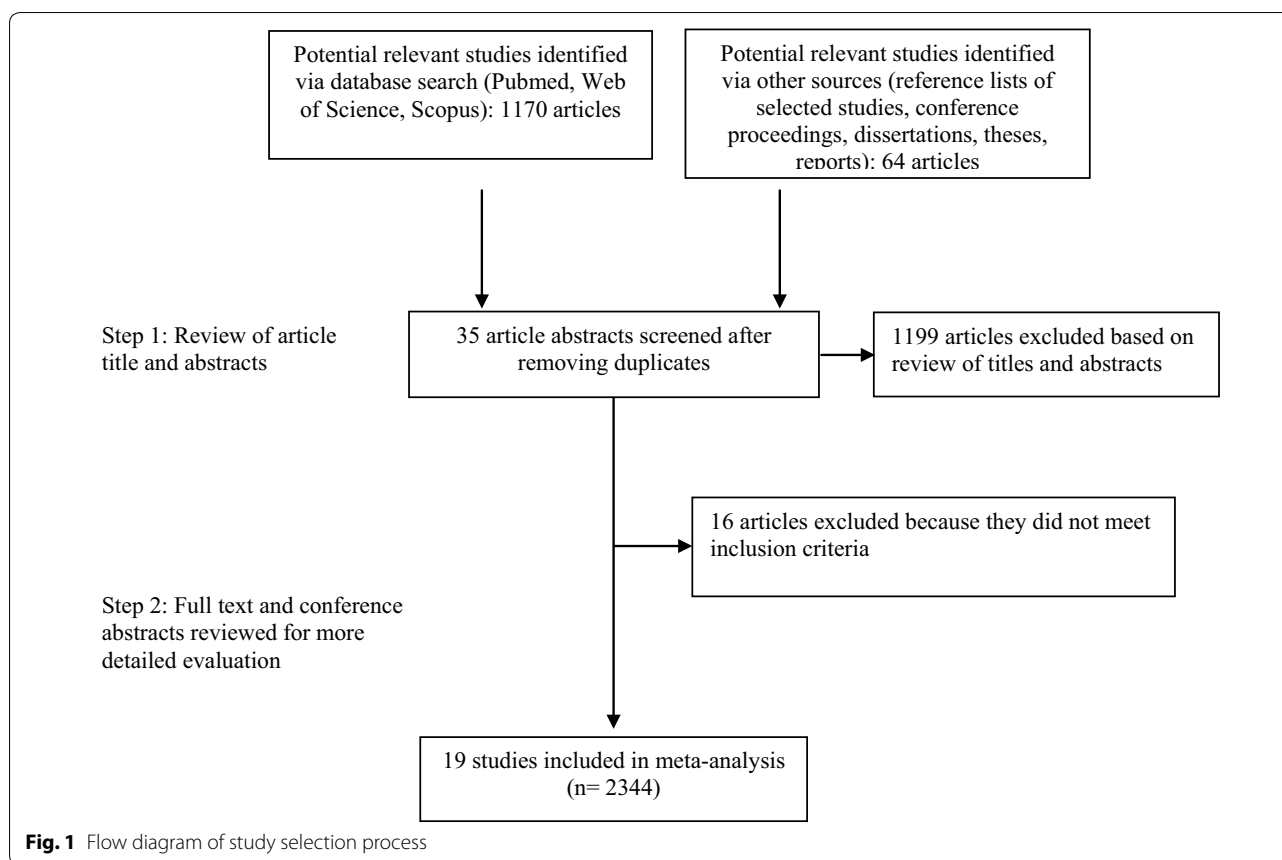 Potential relevant studies identified
via database search (Pubmed, Web
of Science, Scopus): 1170 articles
Potential relevant studies identified
via other sources (reference lists of
selected studies, conference
proceedings, dissertations, theses,
reports): 64 articles
Step 1: Review of article
title and abstracts
35 article abstracts screened after
removing duplicates
1199 articles excluded based on
review of titles and abstracts
16 articles excluded because they did not meet
inclusion criteria
Step 2: Full text and conference
abstracts reviewed for more
detailed evaluation
19 studies included in meta-analysis
(n= 2344)
Fig. 1 Flow diagram of study selection process